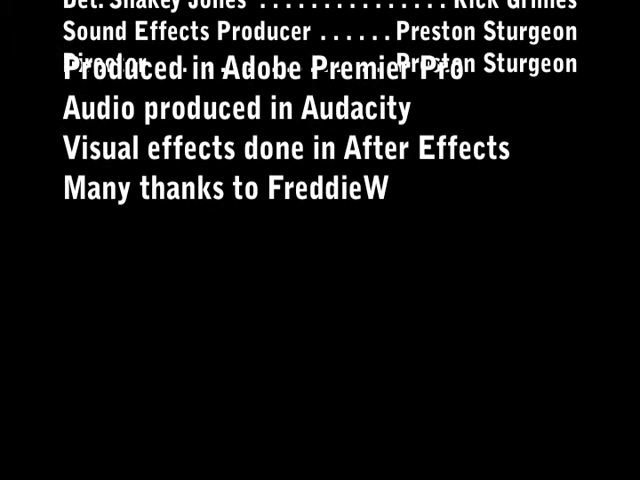 Det. Shakey Jones . . . . . . . . . . . . . . . Rick Grimes
Sound Effects Producer . . . . . . Preston Sturgeon
Director . . . . . . . . . . . Preston Sturgeon
Produced in Adobe Premier Pro
Audio produced in Audacity
Visual effects done in After Effects
Many thanks to FreddieW